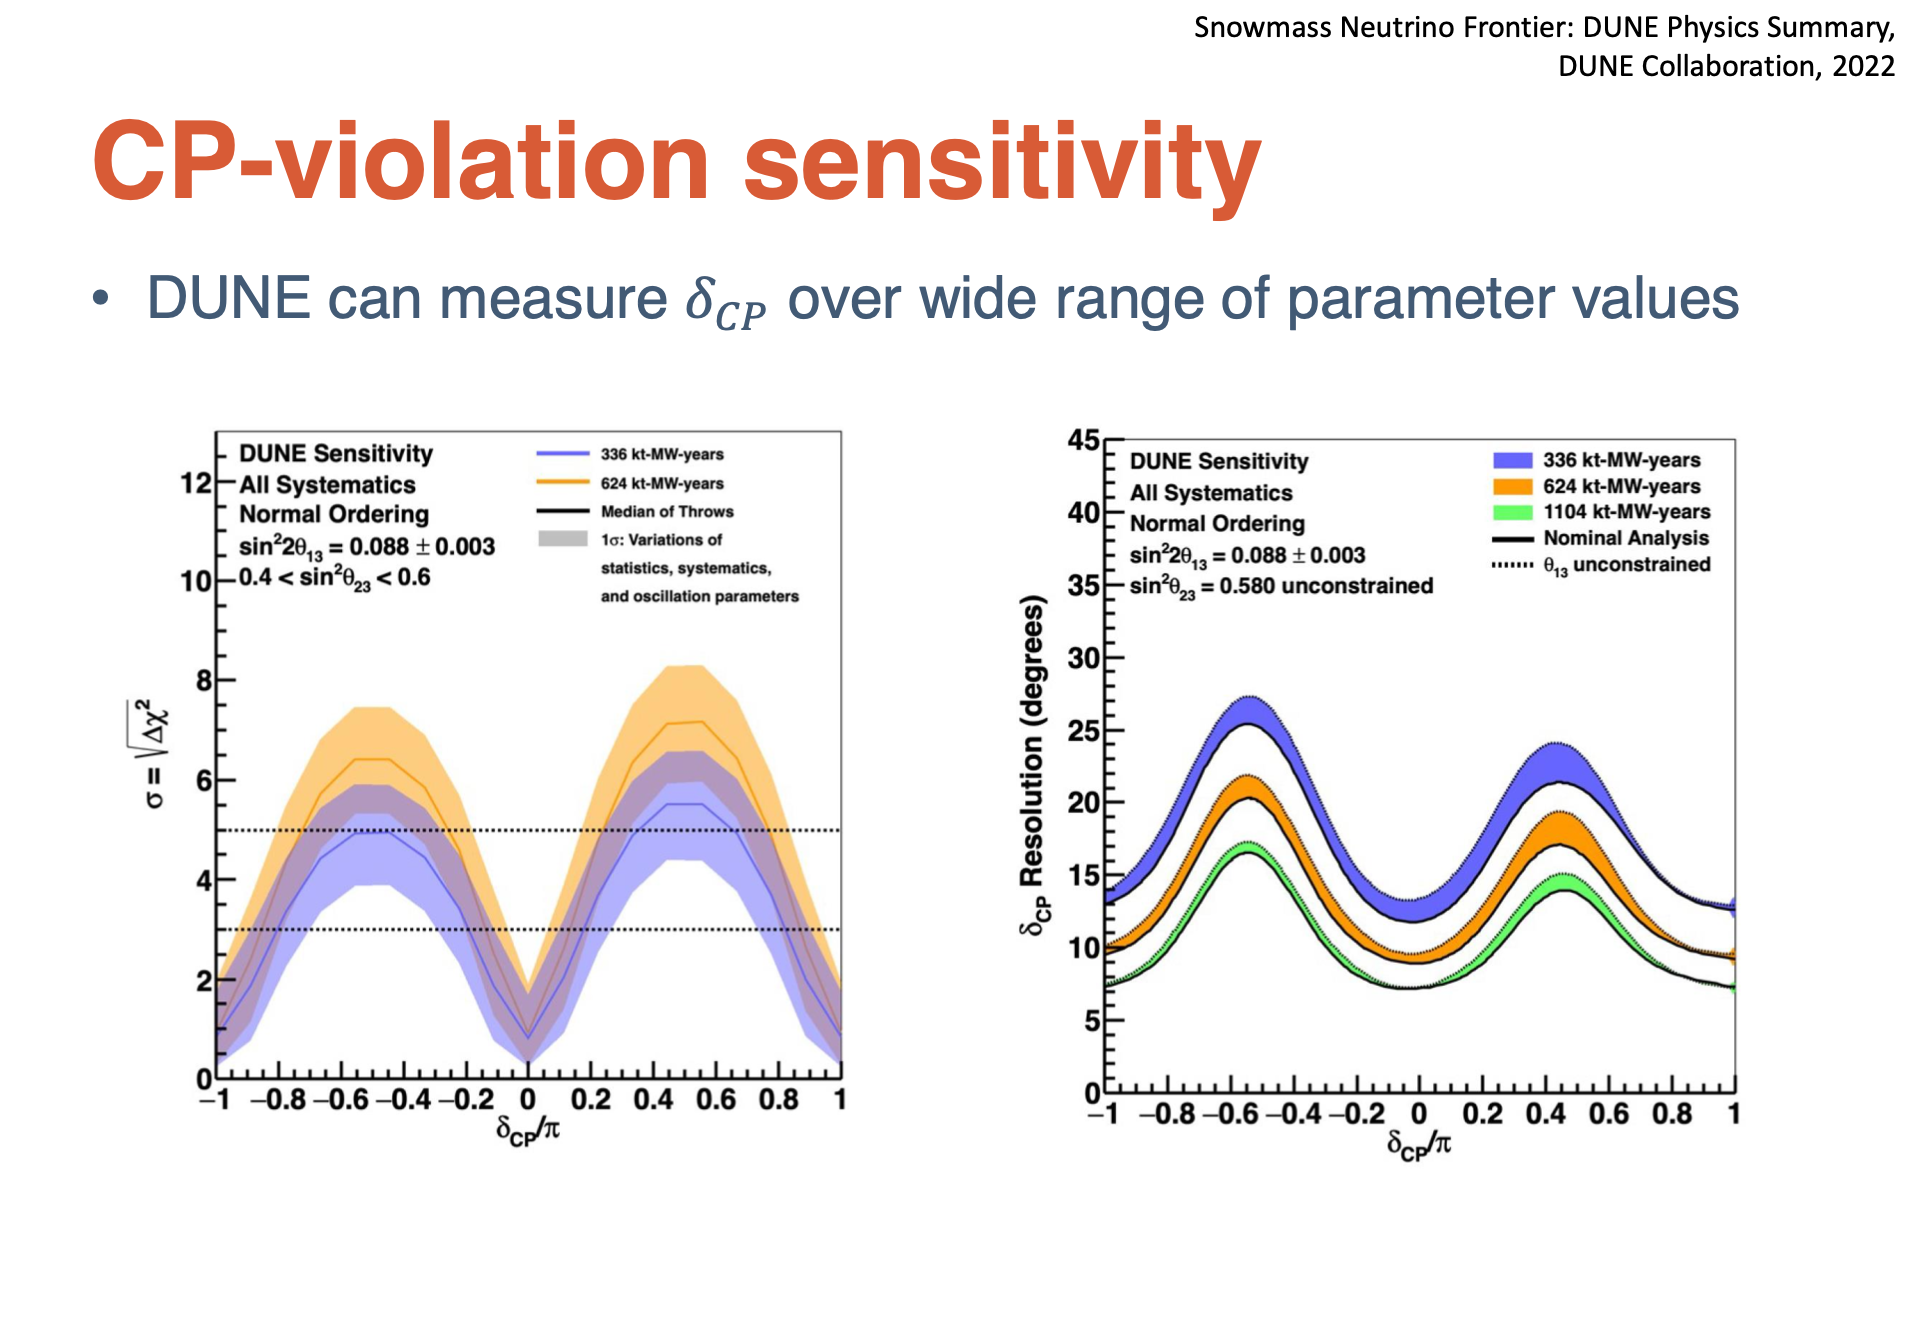 Snowmass Neutrino Frontier: DUNE Physics Summary,
DUNE Collaboration, 2022
CP-violation sensitivity
• DUNE can measure δ_CP over wide range of parameter values
DUNE Sensitivity
All Systematics
Normal Ordering
sin²2θ₁₃ = 0.088 ± 0.003
0.4 < sin²θ₂₃ < 0.6
336 kt-MW-years
624 kt-MW-years
Median of Throws
1σ: Variations of
statistics, systematics,
and oscillation parameters
12
10
8
6
4
2
0
σ = √Δχ²
−1 −0.8 −0.6 −0.4 −0.2 0 0.2 0.4 0.6 0.8 1
δ_CP/π
DUNE Sensitivity
All Systematics
Normal Ordering
sin²2θ₁₃ = 0.088 ± 0.003
sin²θ₂₃ = 0.580 unconstrained
336 kt-MW-years
624 kt-MW-years
1104 kt-MW-years
Nominal Analysis
θ₁₃ unconstrained
45
40
35
30
25
20
15
10
5
0
δ_CP Resolution (degrees)
−1 −0.8 −0.6 −0.4 −0.2 0 0.2 0.4 0.6 0.8 1
δ_CP/π